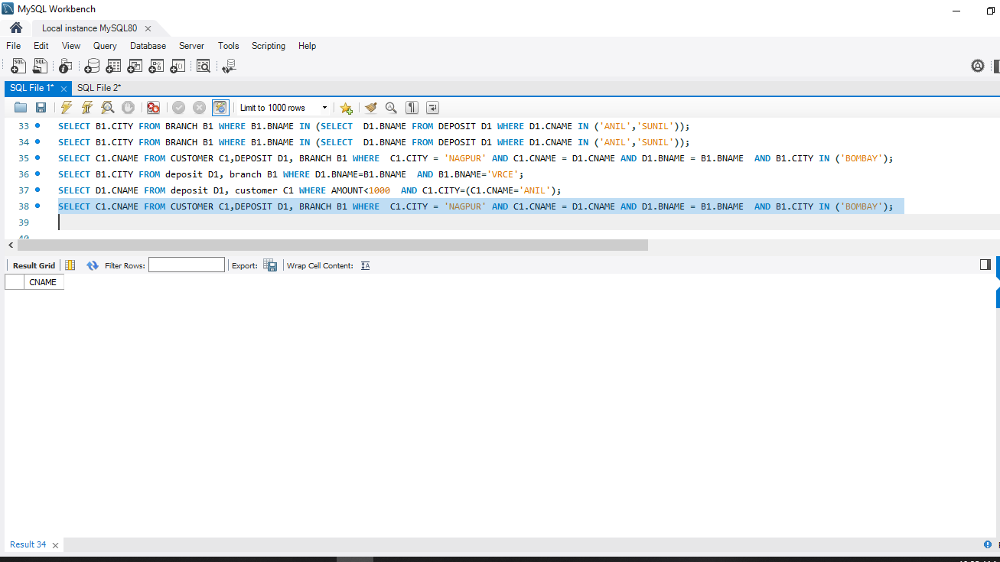 MySQL Workbench
Local instance MySQL80
File Edit View Query Database Server Tools Scripting Help
SQL File 1* SQL File 2*
Limit to 1000 rows
33 SELECT B1.CITY FROM BRANCH B1 WHERE B1.BNAME IN (SELECT  D1.BNAME FROM DEPOSIT D1 WHERE D1.CNAME IN ('ANIL','SUNIL'));
34 SELECT B1.CITY FROM BRANCH B1 WHERE B1.BNAME IN (SELECT  D1.BNAME FROM DEPOSIT D1 WHERE D1.CNAME IN ('ANIL','SUNIL'));
35 SELECT C1.CNAME FROM CUSTOMER C1,DEPOSIT D1, BRANCH B1 WHERE  C1.CITY = 'NAGPUR' AND C1.CNAME = D1.CNAME AND D1.BNAME = B1.BNAME  AND B1.CITY IN ('BOMBAY');
36 SELECT B1.CITY FROM deposit D1, branch B1 WHERE D1.BNAME=B1.BNAME  AND B1.BNAME='VRCE';
37 SELECT D1.CNAME FROM deposit D1, customer C1 WHERE AMOUNT<1000  AND C1.CITY=(C1.CNAME='ANIL');
38 SELECT C1.CNAME FROM CUSTOMER C1,DEPOSIT D1, BRANCH B1 WHERE  C1.CITY = 'NAGPUR' AND C1.CNAME = D1.CNAME AND D1.BNAME = B1.BNAME  AND B1.CITY IN ('BOMBAY');
39
Result Grid Filter Rows: Export: Wrap Cell Content:
CNAME
Result 34